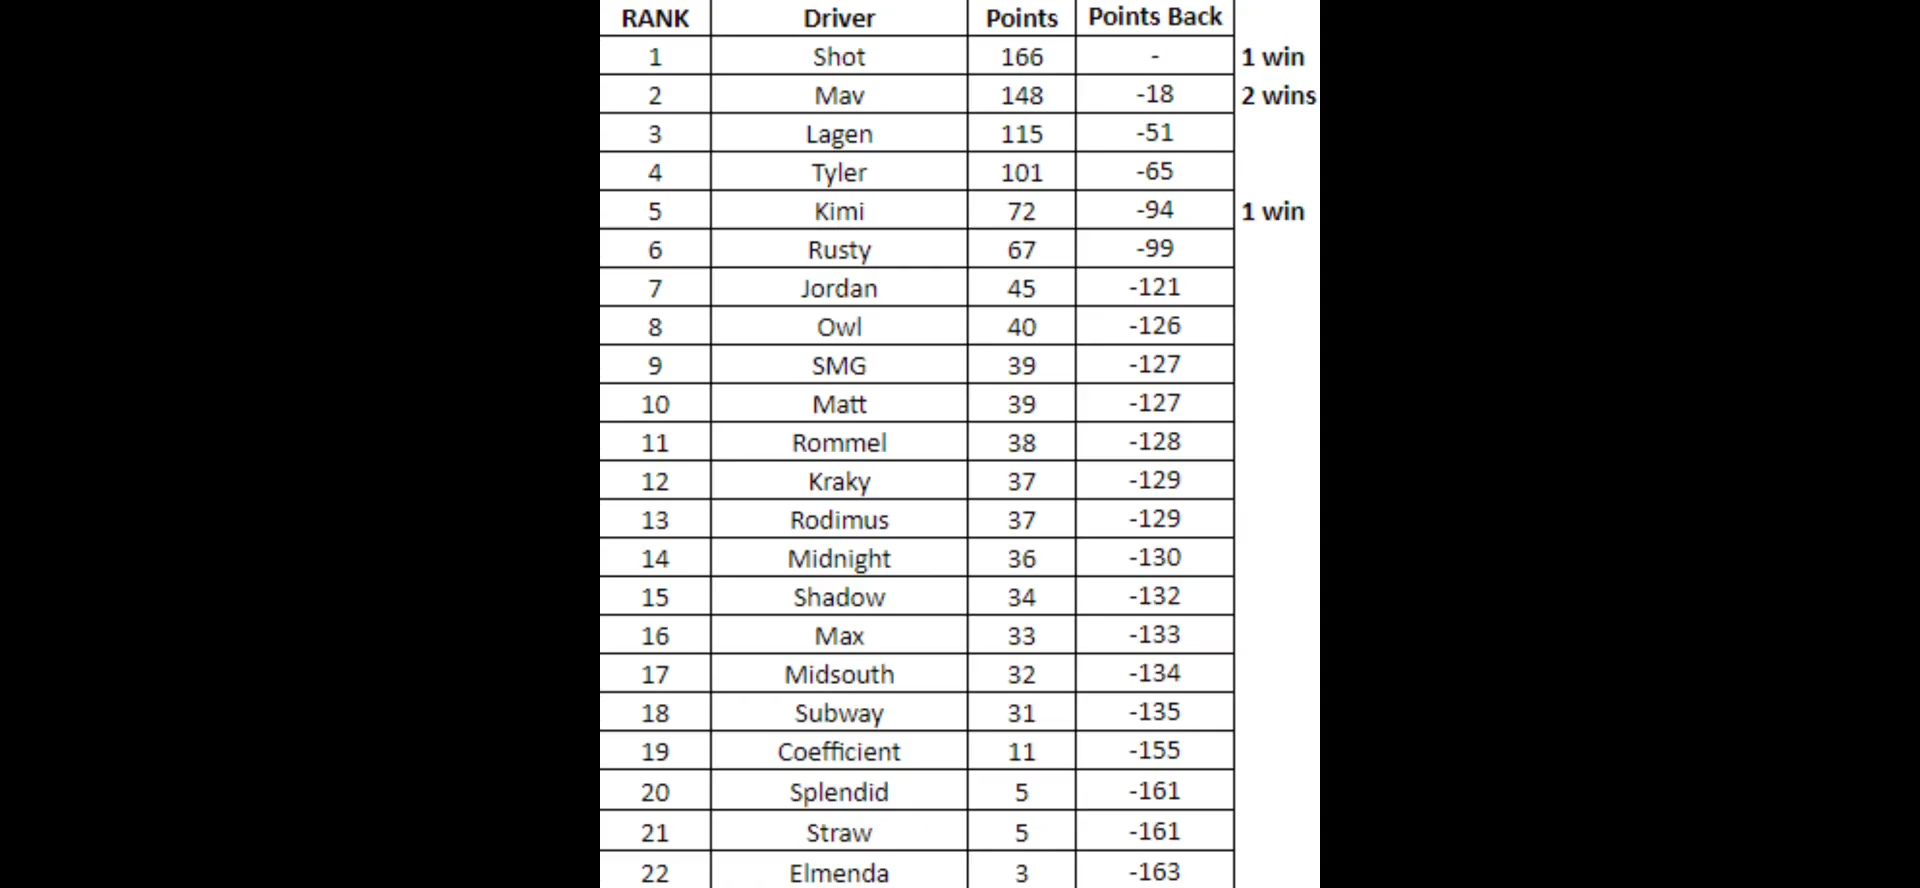 RANK Driver Points Points Back
1 Shot 166 - 1 win
2 Mav 148 -18 2 wins
3 Lagen 115 -51
4 Tyler 101 -65
5 Kimi 72 -94 1 win
6 Rusty 67 -99
7 Jordan 45 -121
8 Owl 40 -126
9 SMG 39 -127
10 Matt 39 -127
11 Rommel 38 -128
12 Kraky 37 -129
13 Rodimus 37 -129
14 Midnight 36 -130
15 Shadow 34 -132
16 Max 33 -133
17 Midsouth 32 -134
18 Subway 31 -135
19 Coefficient 11 -155
20 Splendid 5 -161
21 Straw 5 -161
22 Elmenda 3 -163